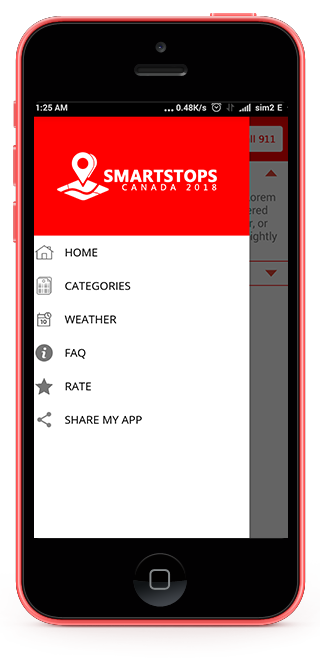 1:25 AM ... 0.48K/s sim2 E
ll 911
SMARTSTOPS
CANADA 2018
orem
ered
, or
ghtly
HOME
CATEGORIES
10
WEATHER
FAQ
RATE
SHARE MY APP